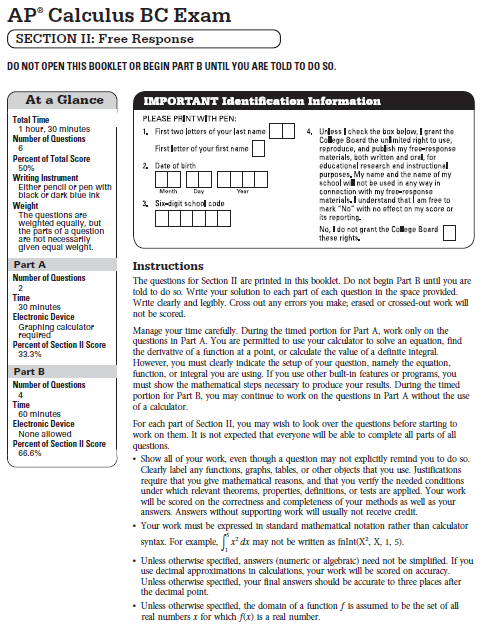 AP® Calculus BC Exam
SECTION II: Free Response
DO NOT OPEN THIS BOOKLET OR BEGIN PART B UNTIL YOU ARE TOLD TO DO SO.
At a Glance
Total Time
1 hour, 30 minutes
Number of Questions
6
Percent of Total Score
50%
Writing Instrument
Either pencil or pen with
black or dark blue ink
Weight
The questions are
weighted equally, but
the parts of a question
are not necessarily
given equal weight.
Part A
Number of Questions
2
Time
30 minutes
Electronic Device
Graphing calculator
required
Percent of Section II Score
33.3%
Part B
Number of Questions
4
Time
60 minutes
Electronic Device
None allowed
Percent of Section II Score
66.6%
IMPORTANT Identification Information
PLEASE PRINT WITH PEN:
1. First two letters of your last name
First letter of your first name
2. Date of birth
Month Day Year
3. Six-digit school code
4. Unless I check the box below, I grant the
College Board the unlimited right to use,
reproduce, and publish my free-response
materials, both written and oral, for
educational research and instructional
purposes. My name and the name of my
school will not be used in any way in
connection with my free-response
materials. I understand that I am free to
mark "No" with no effect on my score or
its reporting.
No, I do not grant the College Board
these rights.
Instructions
The questions for Section II are printed in this booklet. Do not begin Part B until you are
told to do so. Write your solution to each part of each question in the space provided.
Write clearly and legibly. Cross out any errors you make; erased or crossed-out work will
not be scored.
Manage your time carefully. During the timed portion for Part A, work only on the
questions in Part A. You are permitted to use your calculator to solve an equation, find
the derivative of a function at a point, or calculate the value of a definite integral.
However, you must clearly indicate the setup of your question, namely the equation,
function, or integral you are using. If you use other built-in features or programs, you
must show the mathematical steps necessary to produce your results. During the timed
portion for Part B, you may continue to work on the questions in Part A without the use
of a calculator.
For each part of Section II, you may wish to look over the questions before starting to
work on them. It is not expected that everyone will be able to complete all parts of all
questions.
• Show all of your work, even though a question may not explicitly remind you to do so.
Clearly label any functions, graphs, tables, or other objects that you use. Justifications
require that you give mathematical reasons, and that you verify the needed conditions
under which relevant theorems, properties, definitions, or tests are applied. Your work
will be scored on the correctness and completeness of your methods as well as your
answers. Answers without supporting work will usually not receive credit.
• Your work must be expressed in standard mathematical notation rather than calculator
syntax. For example, ∫₁⁵ x² dx may not be written as fnInt(X², X, 1, 5).
• Unless otherwise specified, answers (numeric or algebraic) need not be simplified. If you
use decimal approximations in calculations, your work will be scored on accuracy.
Unless otherwise specified, your final answers should be accurate to three places after
the decimal point.
• Unless otherwise specified, the domain of a function f is assumed to be the set of all
real numbers x for which f(x) is a real number.